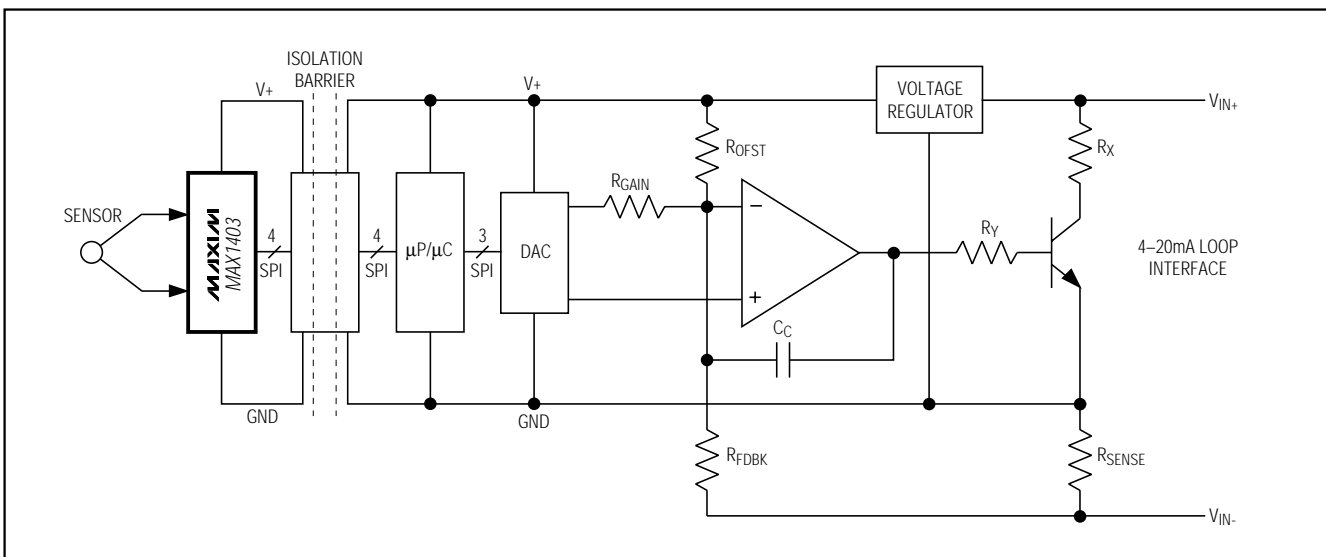 ISOLATION
BARRIER
V+
V+
VOLTAGE
REGULATOR
VIN+
ROFST
RX
RGAIN
SENSOR
MAXIM
MAX1403
4
SPI
4
SPI
μP/μC
3
SPI
DAC
−
+
RY
4–20mA LOOP
INTERFACE
CC
GND
GND
RFDBK
RSENSE
VIN-